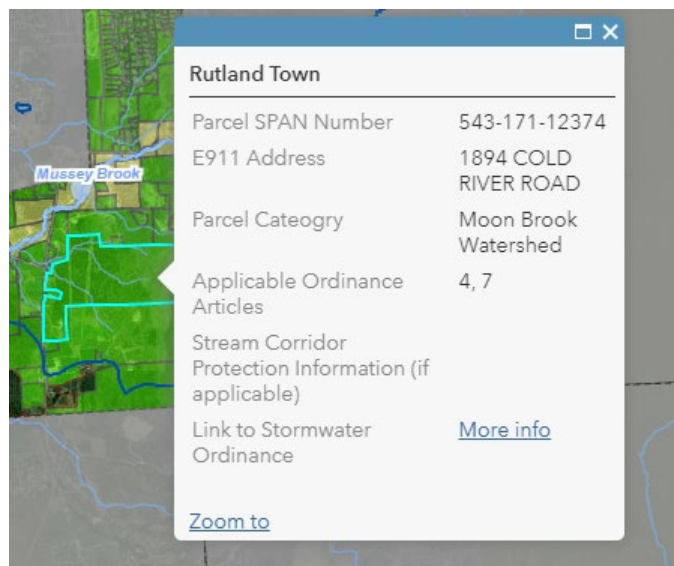 Rutland Town
Parcel SPAN Number 543-171-12374
E911 Address 1894 COLD
RIVER ROAD
Mussey Brook
Parcel Cateogry Moon Brook
Watershed
Applicable Ordinance 4, 7
Articles
Stream Corridor
Protection Information (if
applicable)
Link to Stormwater More info
Ordinance
Zoom to